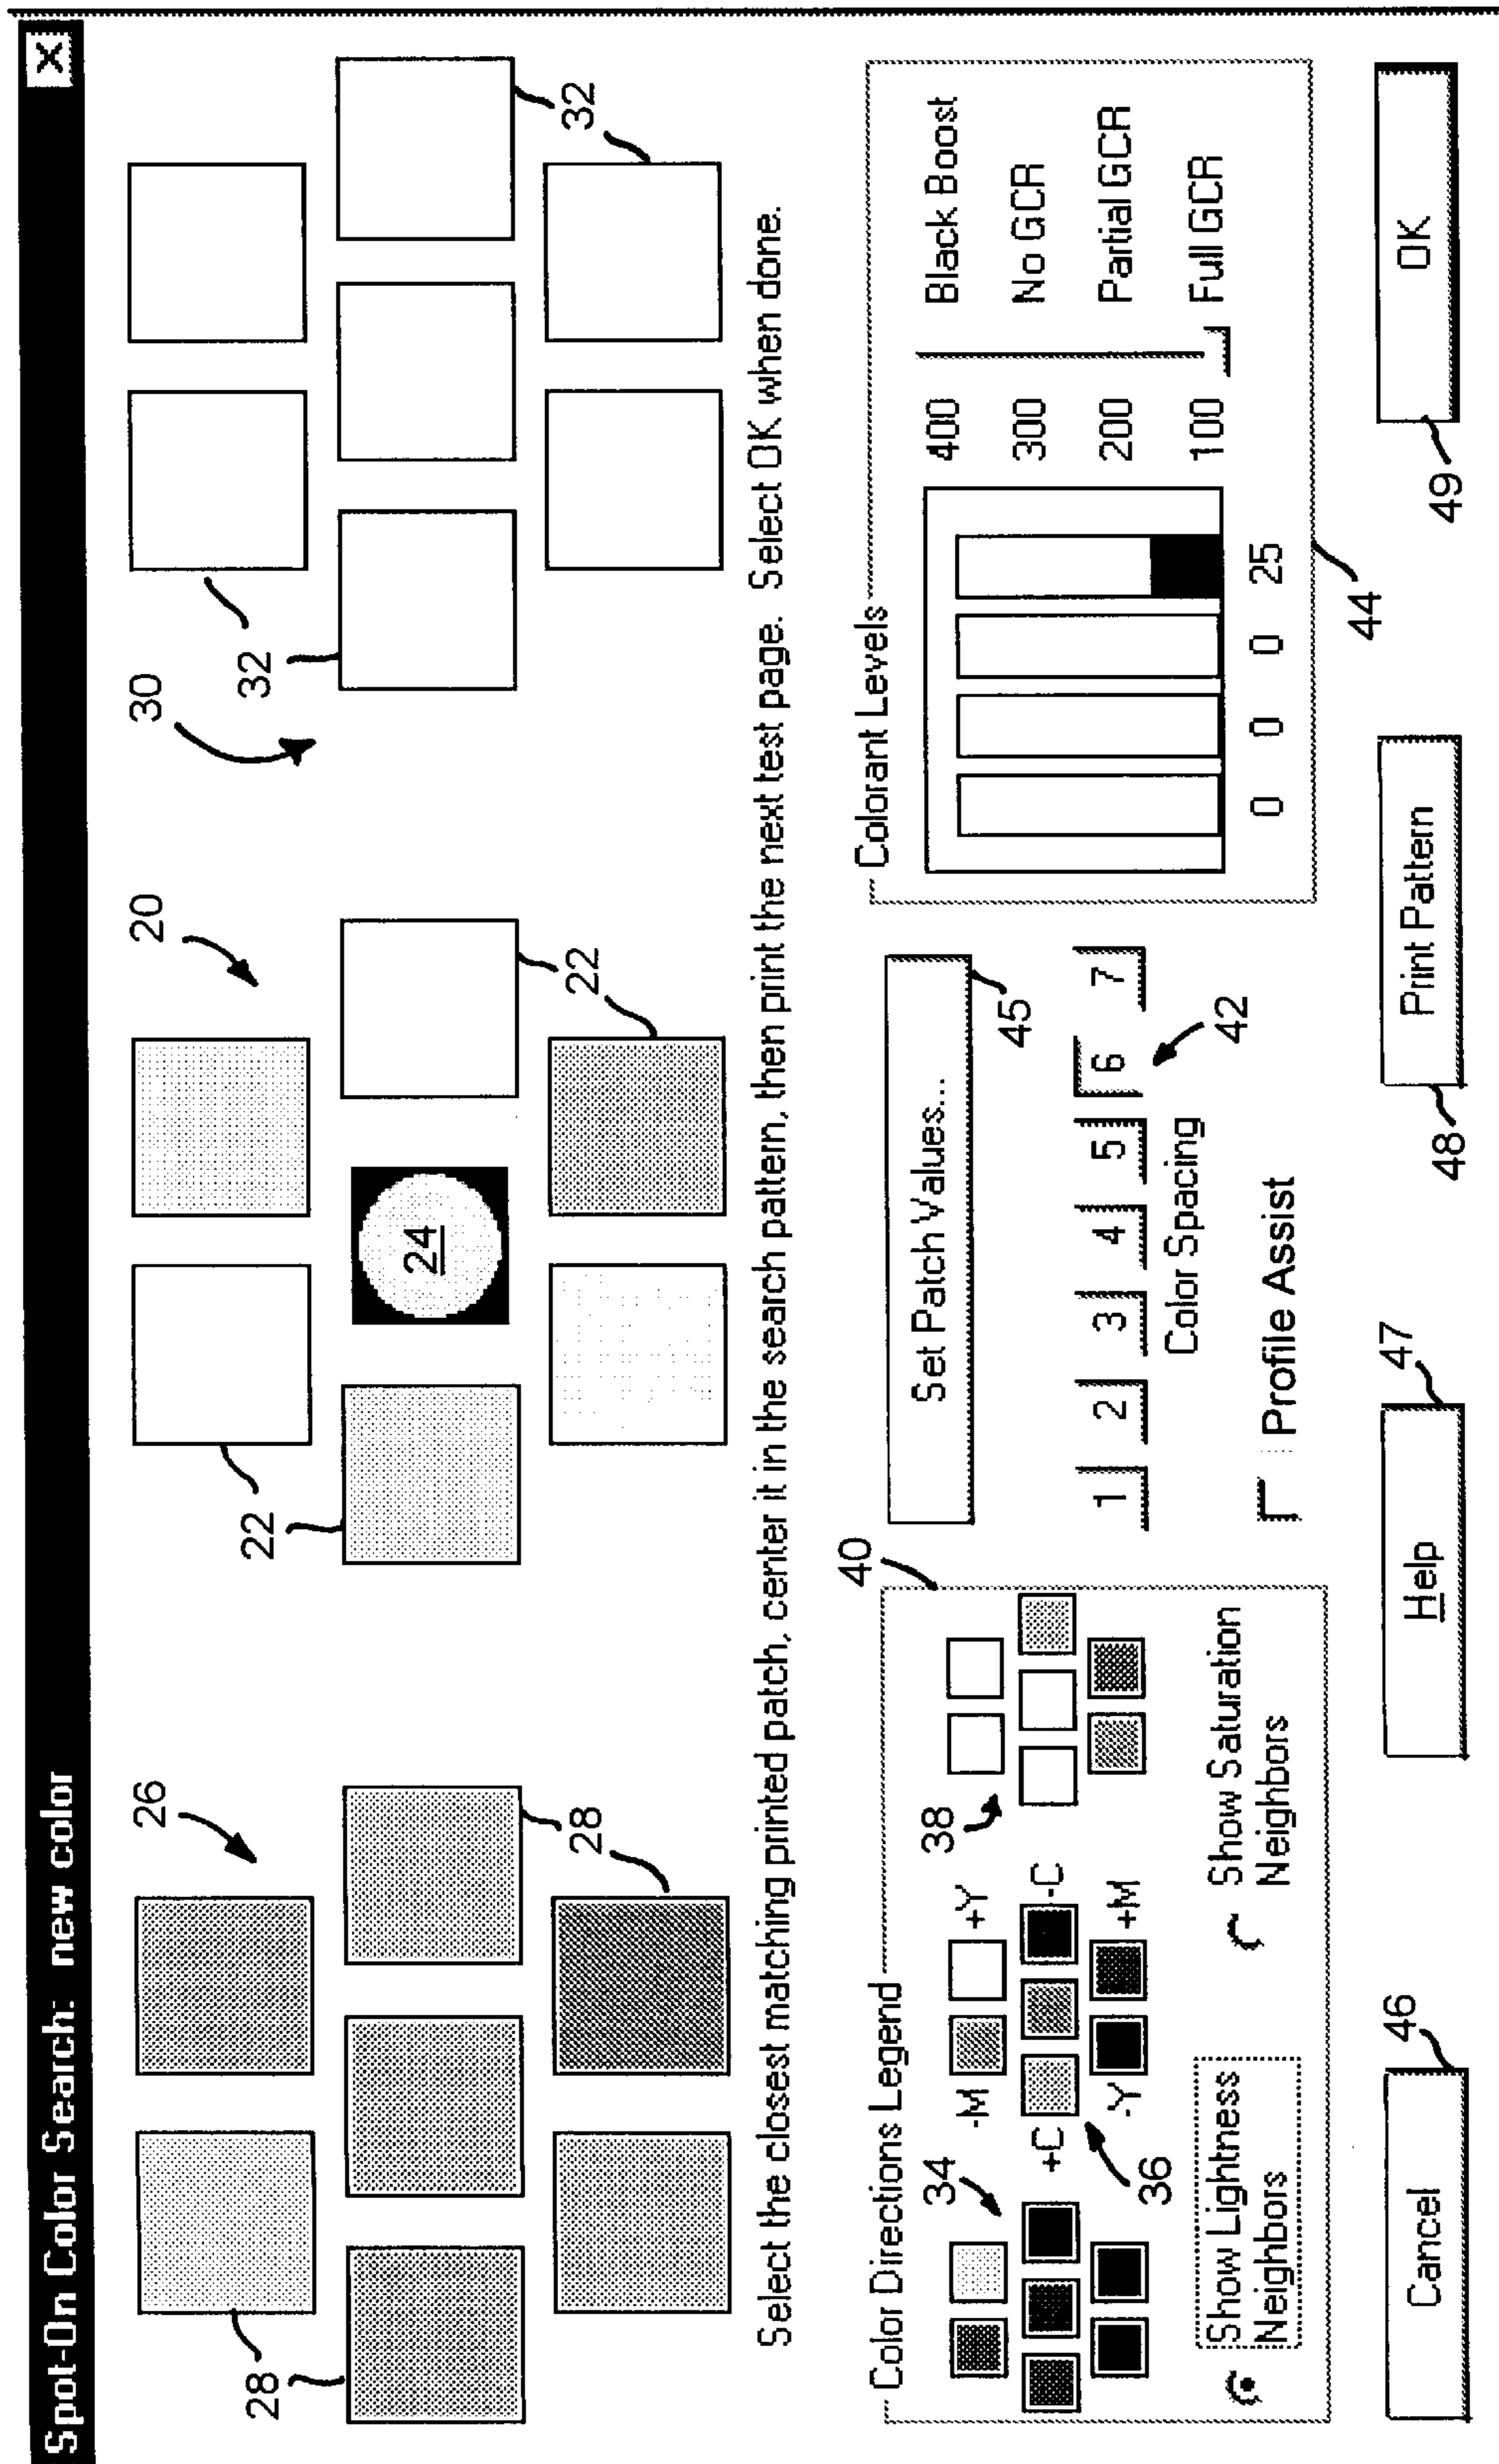 Spot-On Color Search: new color X
26
20
30
32
28
22
32
24
28
22
32
Select the closest matching printed patch, center it in the search pattern, then print the next test page. Select OK when done.
Color Directions Legend
40
34
-M +Y
38
+C -C
-Y +M
36
Show Lightness Neighbors
Show Saturation Neighbors
Set Patch Values...
45
1 2 3 4 5 6 7
Color Spacing
42
Profile Assist
Colorant Levels
400 Black Boost
300 No GCR
200 Partial GCR
100 Full GCR
0 0 0 25
44
46
47
48
49
Cancel
Help
Print Pattern
OK